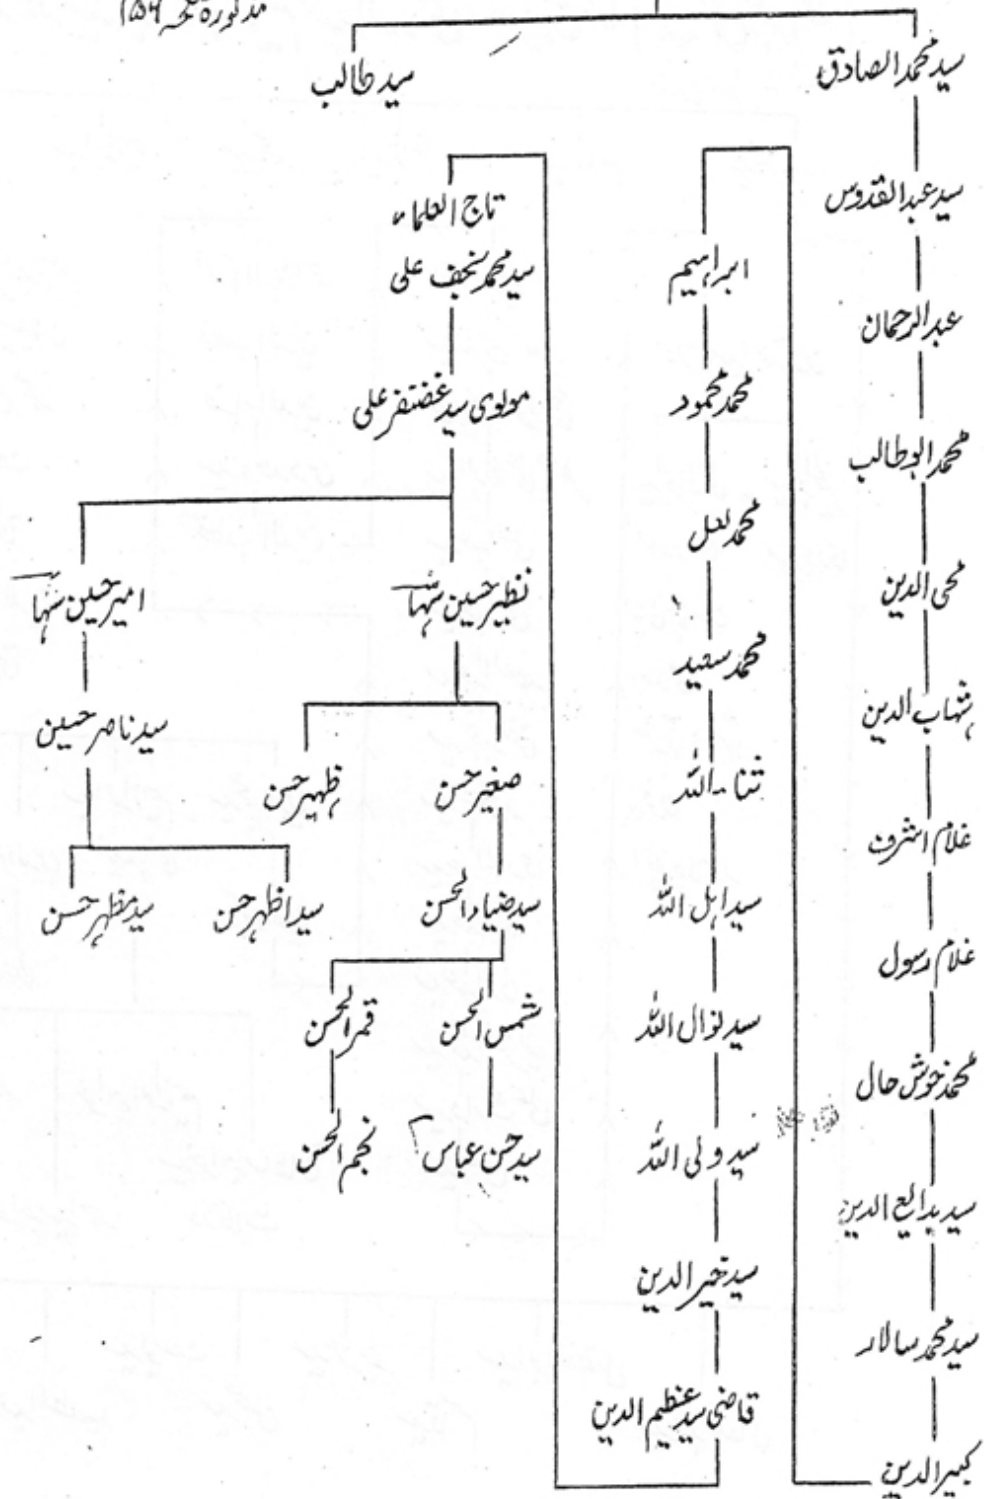 مذکورہ صفحہ ۱۵۶
سید محمد الصادق
سید طالب
سید عبدالقدوس
عبدالرحمان
محمد ابوطالب
محی الدین
شہاب الدین
غلام اشرف
غلام رسول
محمد خوش حال
سید بدائع الدین
سید محمد سالار
کبیرالدین
ابراہیم
محمد محمود
محمد لعل
محمد سعید
ثناء اللہ
سید اہل اللہ
سید نوال اللہ
سید ولی اللہ
سید خیرالدین
قاضی سید عظیم الدین
تاج العلماء
سید محمد نجف علی
مولوی سید غضنفر علی
نظیر حسین سہا
امیر حسین سہا
صغیر حسن
ظہیر حسن
سید ناصر حسین
سید ضیاء الحسن
سید اظہر حسن
سید مظہر حسن
شمس الحسن
قمر الحسن
سید حسن عباس
نجم الحسن